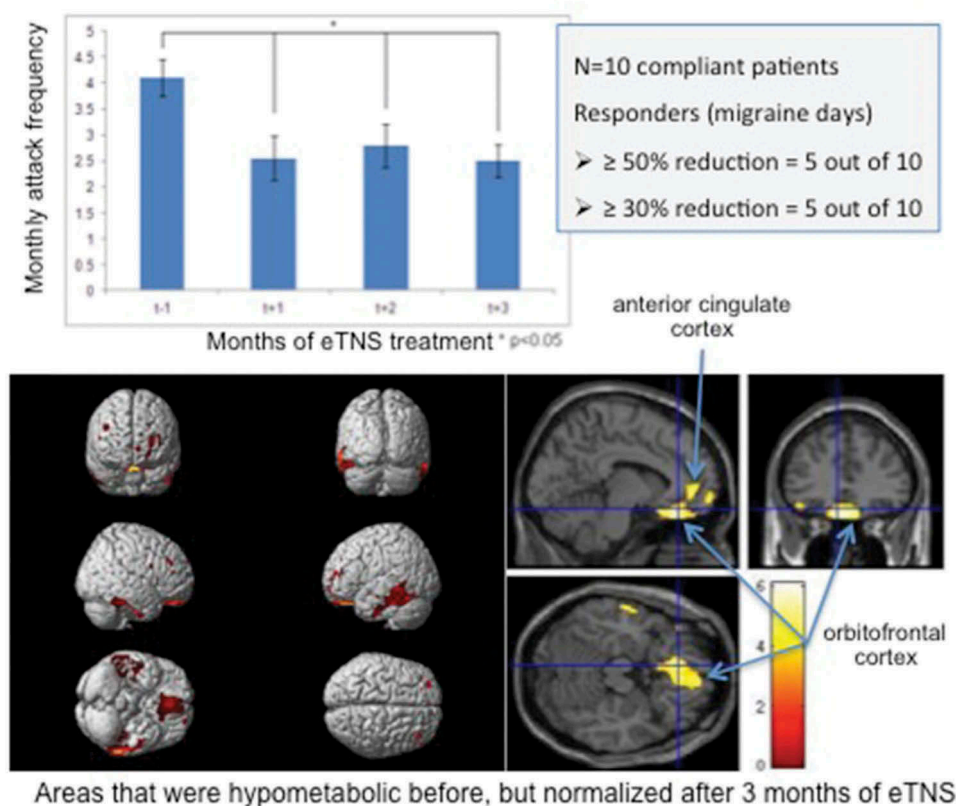 Monthly attack frequency
5
4.5
4
3.5
3
2.5
2
1.5
1
0.5
0
*
t-1
t+1
t+2
t+3
Months of eTNS treatment * p<0.05
N=10 compliant patients
Responders (migraine days)
➢ ≥ 50% reduction = 5 out of 10
➢ ≥ 30% reduction = 5 out of 10
anterior cingulate
cortex
6
4
2
0
orbitofrontal
cortex
Areas that were hypometabolic before, but normalized after 3 months of eTNS